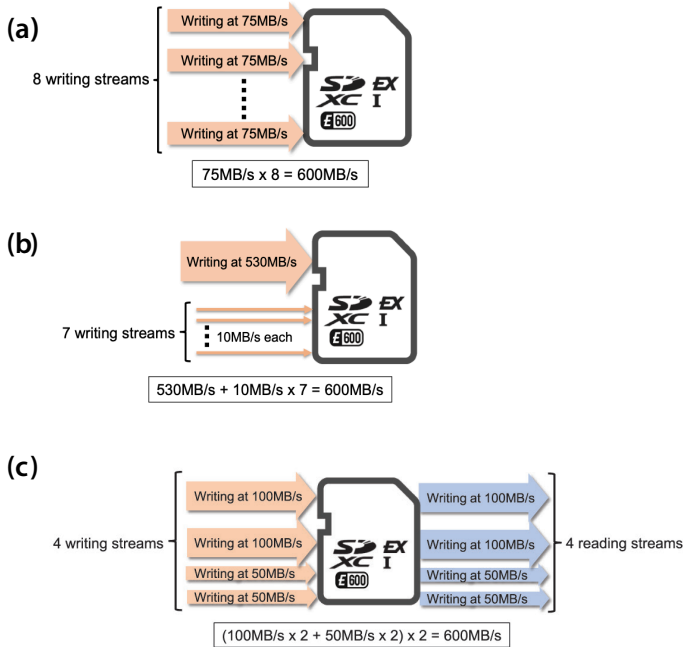 (a)
8 writing streams
Writing at 75MB/s
Writing at 75MB/s
Writing at 75MB/s
SD XC EX I
E600
75MB/s x 8 = 600MB/s
(b)
Writing at 530MB/s
7 writing streams
10MB/s each
SD XC EX I
E600
530MB/s + 10MB/s x 7 = 600MB/s
(c)
4 writing streams
Writing at 100MB/s
Writing at 100MB/s
Writing at 50MB/s
Writing at 50MB/s
SD XC EX I
E600
Writing at 100MB/s
Writing at 100MB/s
Writing at 50MB/s
Writing at 50MB/s
4 reading streams
(100MB/s x 2 + 50MB/s x 2) x 2 = 600MB/s